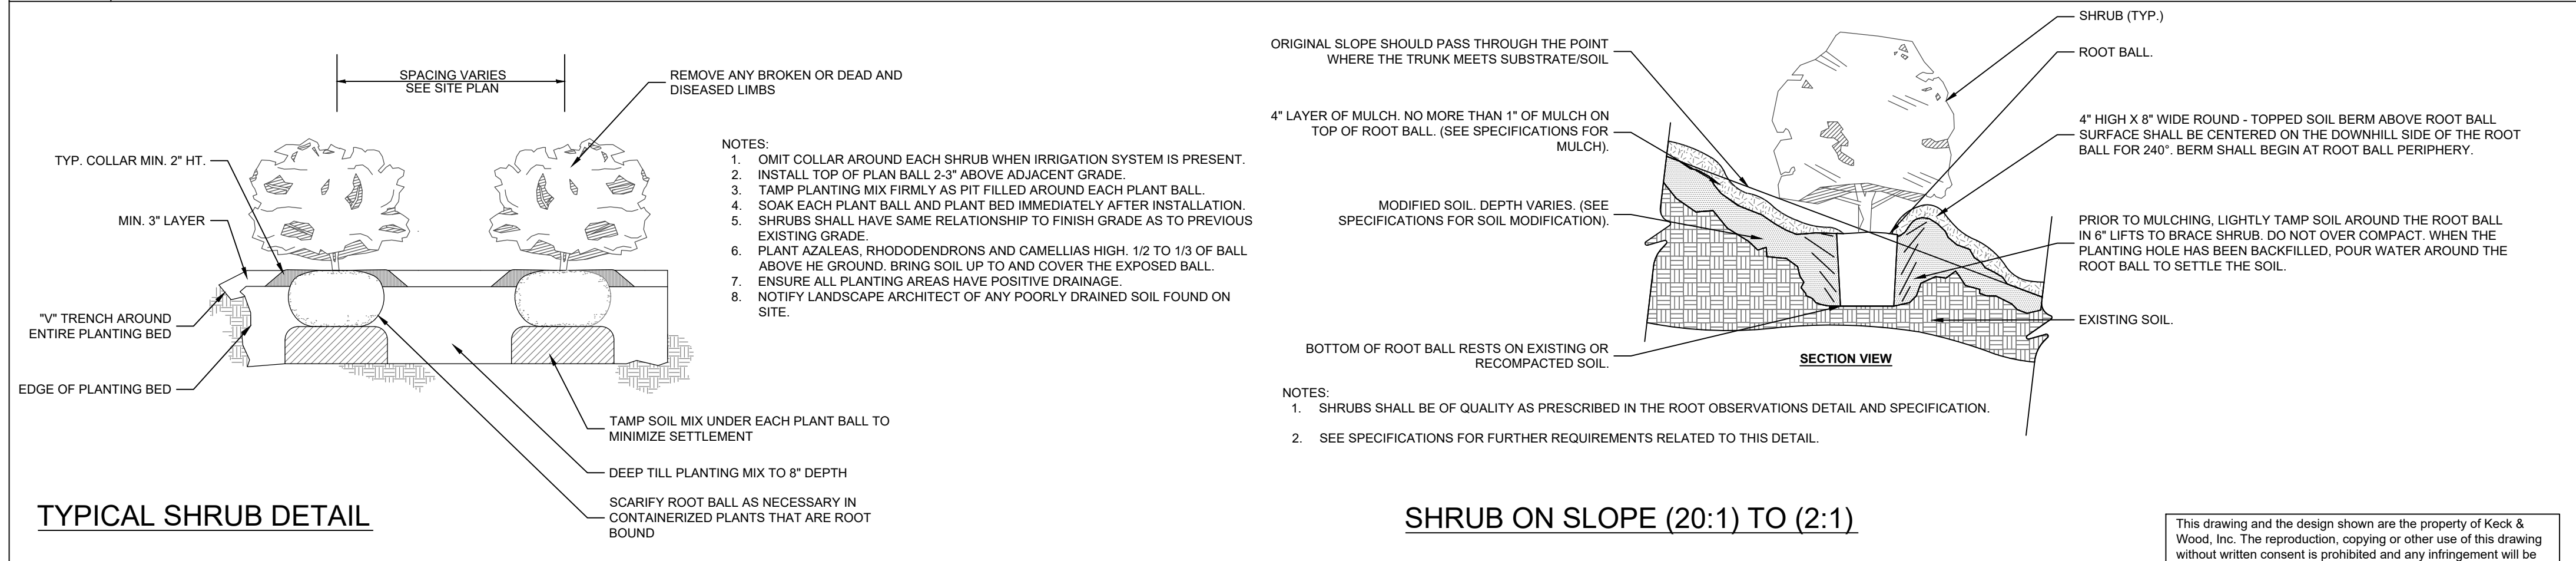 SPACING VARIES
SEE SITE PLAN
REMOVE ANY BROKEN OR DEAD AND
DISEASED LIMBS
TYP. COLLAR MIN. 2" HT.
MIN. 3" LAYER
"V" TRENCH AROUND
ENTIRE PLANTING BED
EDGE OF PLANTING BED
NOTES:
1. OMIT COLLAR AROUND EACH SHRUB WHEN IRRIGATION SYSTEM IS PRESENT.
2. INSTALL TOP OF PLAN BALL 2-3" ABOVE ADJACENT GRADE.
3. TAMP PLANTING MIX FIRMLY AS PIT FILLED AROUND EACH PLANT BALL.
4. SOAK EACH PLANT BALL AND PLANT BED IMMEDIATELY AFTER INSTALLATION.
5. SHRUBS SHALL HAVE SAME RELATIONSHIP TO FINISH GRADE AS TO PREVIOUS
EXISTING GRADE.
6. PLANT AZALEAS, RHODODENDRONS AND CAMELLIAS HIGH. 1/2 TO 1/3 OF BALL
ABOVE HE GROUND. BRING SOIL UP TO AND COVER THE EXPOSED BALL.
7. ENSURE ALL PLANTING AREAS HAVE POSITIVE DRAINAGE.
8. NOTIFY LANDSCAPE ARCHITECT OF ANY POORLY DRAINED SOIL FOUND ON
SITE.
TAMP SOIL MIX UNDER EACH PLANT BALL TO
MINIMIZE SETTLEMENT
DEEP TILL PLANTING MIX TO 8" DEPTH
SCARIFY ROOT BALL AS NECESSARY IN
CONTAINERIZED PLANTS THAT ARE ROOT
BOUND
TYPICAL SHRUB DETAIL
ORIGINAL SLOPE SHOULD PASS THROUGH THE POINT
WHERE THE TRUNK MEETS SUBSTRATE/SOIL
4" LAYER OF MULCH. NO MORE THAN 1" OF MULCH ON
TOP OF ROOT BALL. (SEE SPECIFICATIONS FOR
MULCH).
MODIFIED SOIL. DEPTH VARIES. (SEE
SPECIFICATIONS FOR SOIL MODIFICATION).
BOTTOM OF ROOT BALL RESTS ON EXISTING OR
RECOMPACTED SOIL.
SHRUB (TYP.)
ROOT BALL.
4" HIGH X 8" WIDE ROUND - TOPPED SOIL BERM ABOVE ROOT BALL
SURFACE SHALL BE CENTERED ON THE DOWNHILL SIDE OF THE ROOT
BALL FOR 240°. BERM SHALL BEGIN AT ROOT BALL PERIPHERY.
PRIOR TO MULCHING, LIGHTLY TAMP SOIL AROUND THE ROOT BALL
IN 6" LIFTS TO BRACE SHRUB. DO NOT OVER COMPACT. WHEN THE
PLANTING HOLE HAS BEEN BACKFILLED, POUR WATER AROUND THE
ROOT BALL TO SETTLE THE SOIL.
EXISTING SOIL.
SECTION VIEW
NOTES:
1. SHRUBS SHALL BE OF QUALITY AS PRESCRIBED IN THE ROOT OBSERVATIONS DETAIL AND SPECIFICATION.
2. SEE SPECIFICATIONS FOR FURTHER REQUIREMENTS RELATED TO THIS DETAIL.
SHRUB ON SLOPE (20:1) TO (2:1)
This drawing and the design shown are the property of Keck &
Wood, Inc. The reproduction, copying or other use of this drawing
without written consent is prohibited and any infringement will be